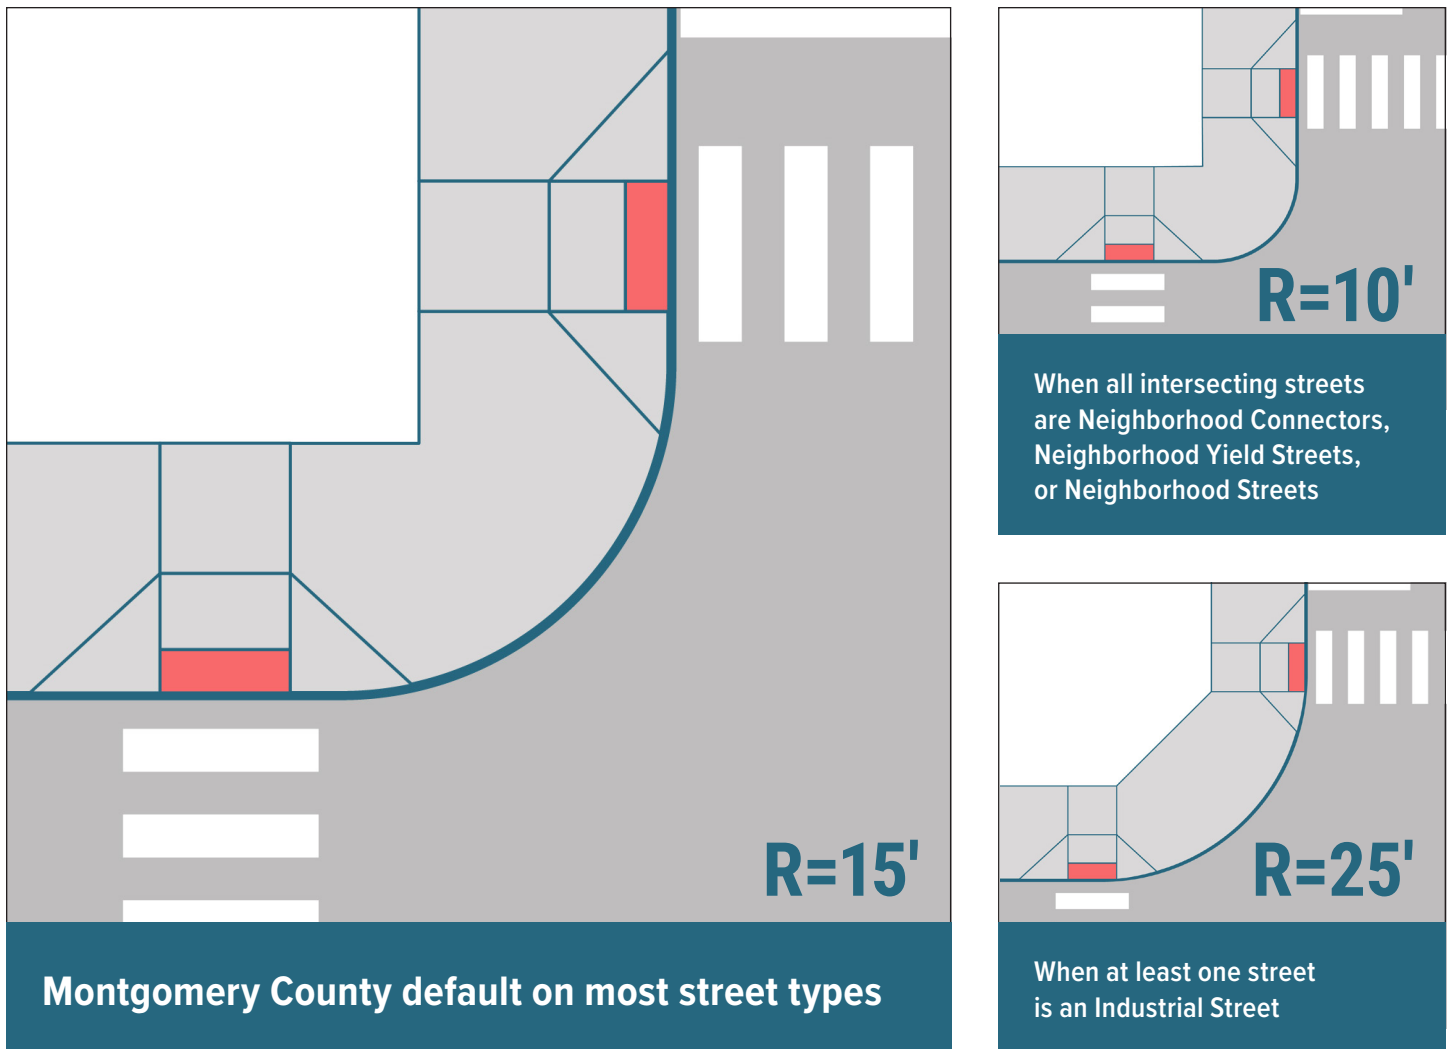 R=15'
Montgomery County default on most street types
R=10'
When all intersecting streets
are Neighborhood Connectors,
Neighborhood Yield Streets,
or Neighborhood Streets
R=25'
When at least one street
is an Industrial Street